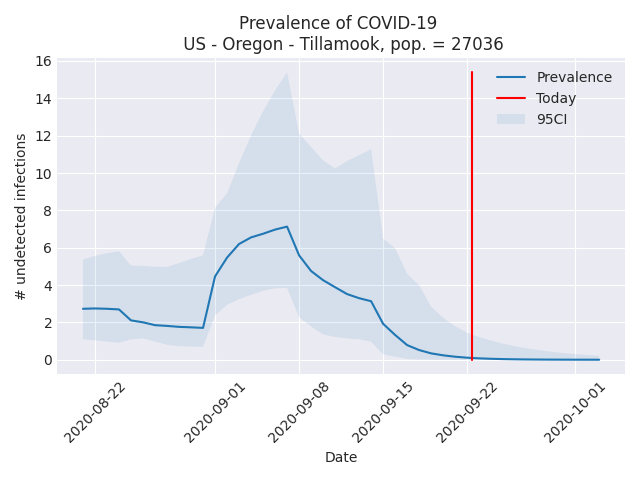 Prevalence of COVID-19
US - Oregon - Tillamook, pop. = 27036
16
14
12
10
8
6
4
2
0
# undetected infections
Prevalence
Today
95CI
2020-08-22
2020-09-01
2020-09-08
2020-09-15
2020-09-22
2020-10-01
Date